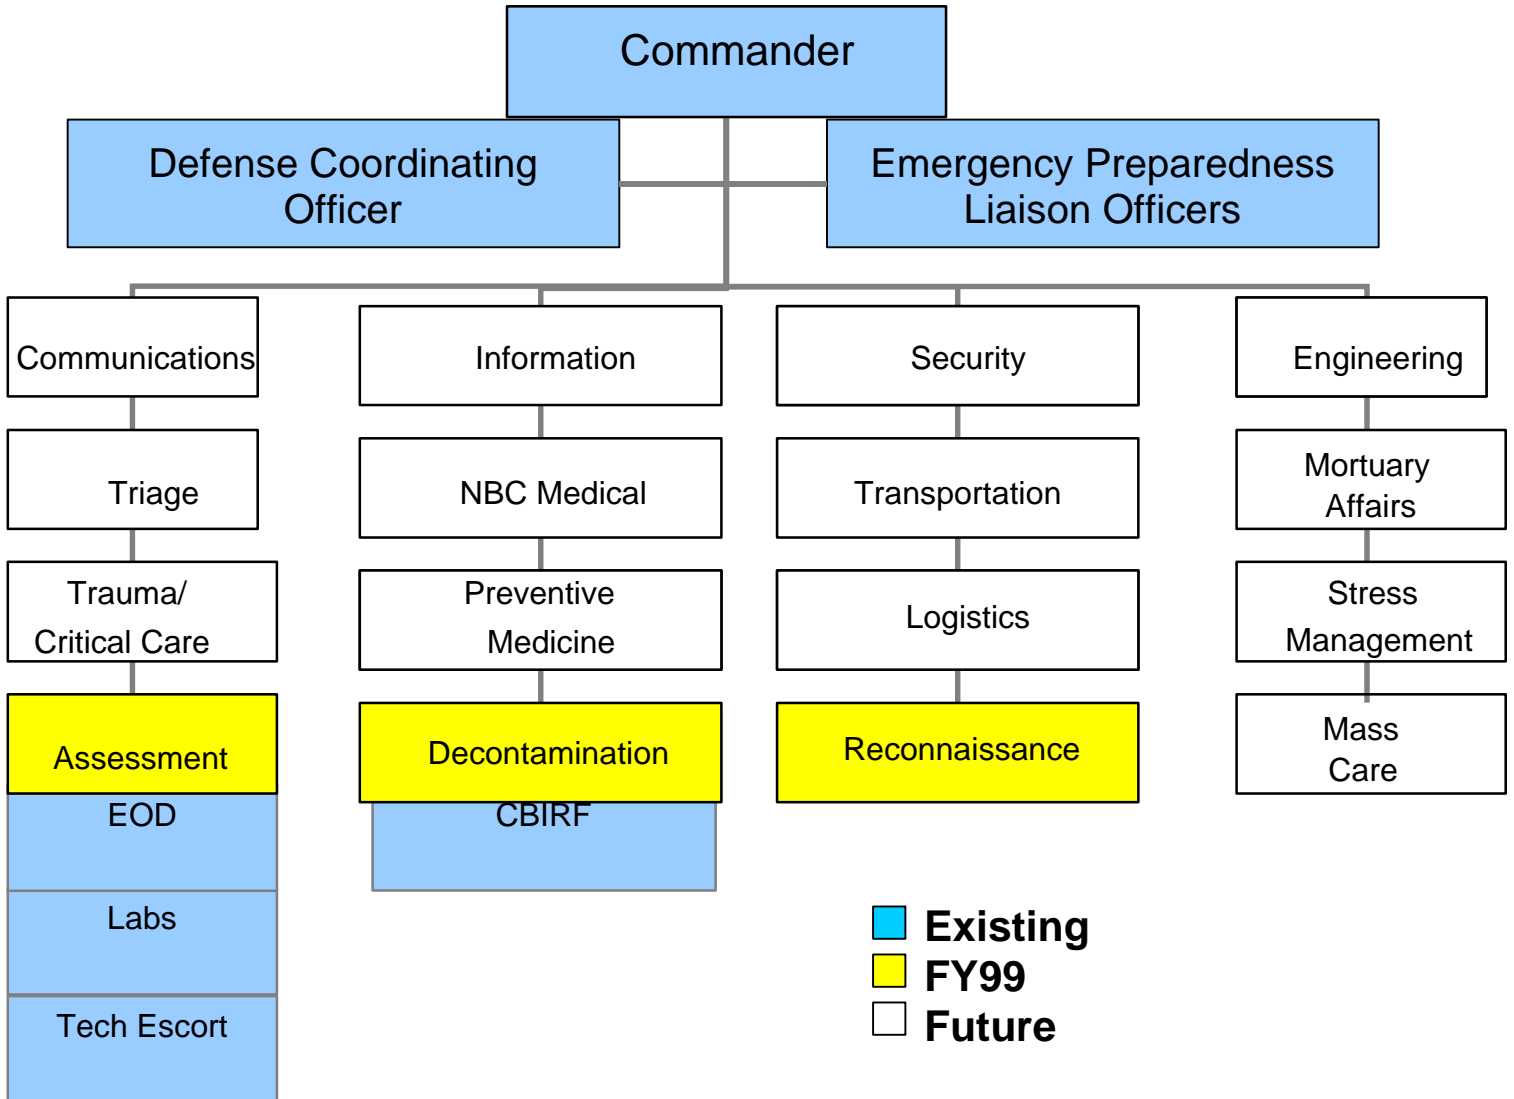 Commander
Defense Coordinating
Officer
Emergency Preparedness
Liaison Officers
Communications
Information
Security
Engineering
Triage
NBC Medical
Transportation
Mortuary
Affairs
Trauma/
Critical Care
Preventive
Medicine
Logistics
Stress
Management
Assessment
Decontamination
Reconnaissance
Mass
Care
EOD
CBIRF
Labs
Tech Escort
Existing
FY99
Future